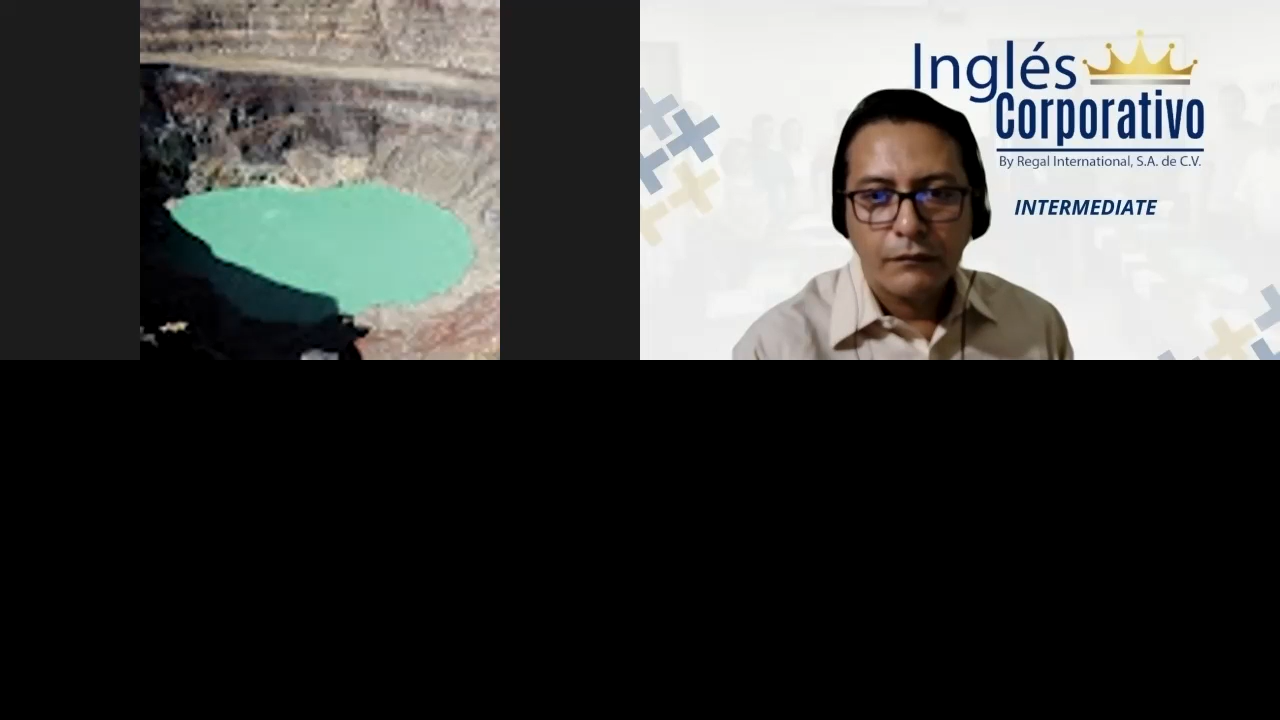 Inglés
Corporativo
By Regal International, S.A. de C.V.
INTERMEDIATE